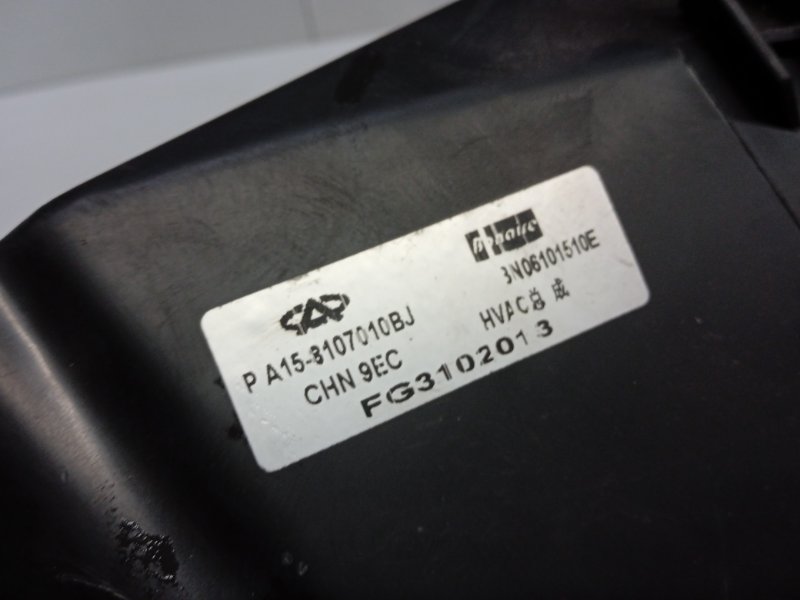 P A15-8107010BJ
3N06101510E
CHN 9EC
HVAC总成
FG3102013